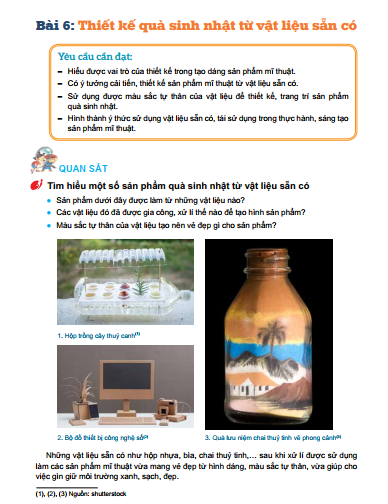 Bài 6: Thiết kế quà sinh nhật từ vật liệu sẵn có
Yêu cầu cần đạt:
– Hiểu được vai trò của thiết kế trong tạo dáng sản phẩm mĩ thuật.
– Có ý tưởng cải tiến, thiết kế sản phẩm mĩ thuật từ vật liệu sẵn có.
– Sử dụng được màu sắc tự thân của vật liệu để thiết kế, trang trí sản phẩm
quà sinh nhật.
– Hình thành ý thức sử dụng vật liệu sẵn có, tái sử dụng trong thực hành, sáng tạo
sản phẩm mĩ thuật.
QUAN SÁT
Tìm hiểu một số sản phẩm quà sinh nhật từ vật liệu sẵn có
• Sản phẩm dưới đây được làm từ những vật liệu nào?
• Các vật liệu đó đã được gia công, xử lí thế nào để tạo hình sản phẩm?
• Màu sắc tự thân của vật liệu tạo nên vẻ đẹp gì cho sản phẩm?
1. Hộp trồng cây thuỷ canh(1)
2. Bộ đồ thiết bị công nghệ số(2)
3. Quà lưu niệm chai thuỷ tinh vẽ phong cảnh(3)
Những vật liệu sẵn có như hộp nhựa, bìa, chai thuỷ tinh,... sau khi xử lí được sử dụng
làm các sản phẩm mĩ thuật vừa mang vẻ đẹp từ hình dáng, màu sắc tự thân, vừa giúp cho
việc gìn giữ môi trường xanh, sạch, đẹp.
(1), (2), (3) Nguồn: shutterstock